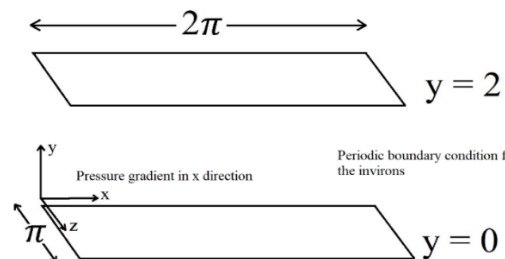 2π
y = 2
y
Periodic boundary condition
the invirons
Pressure gradient in x direction
x
z
π
y = 0